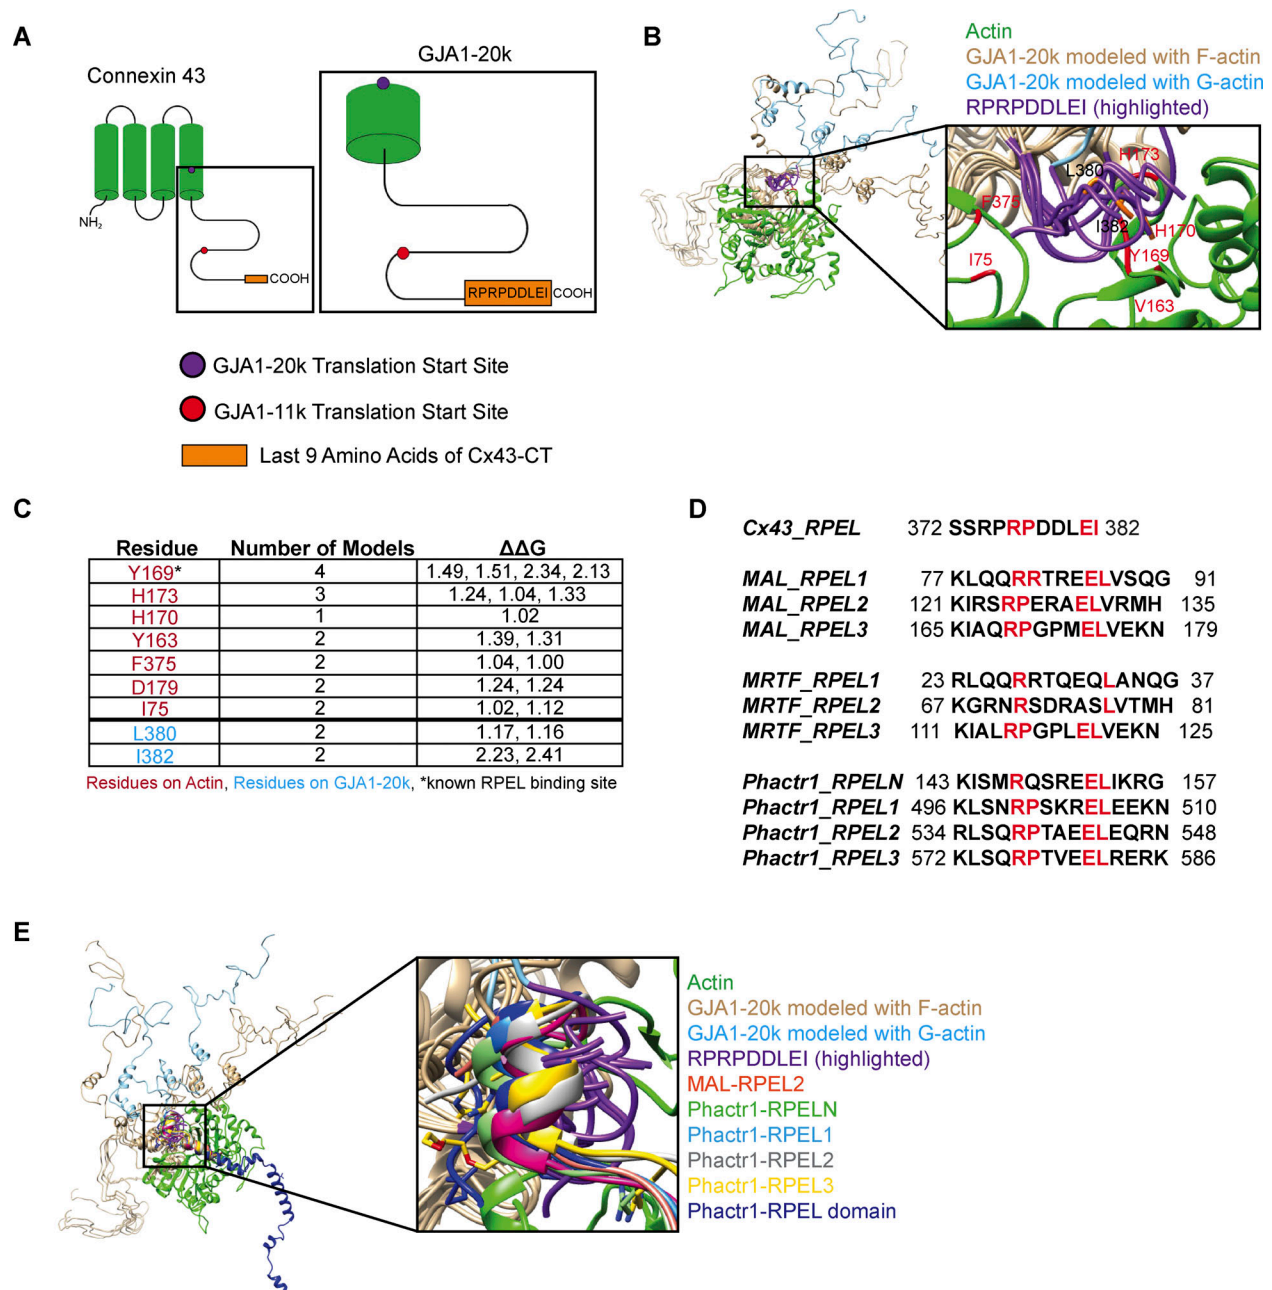 A
Connexin 43
NH2
COOH
GJA1-20k
RPRPDDLEI COOH
GJA1-20k Translation Start Site
GJA1-11k Translation Start Site
Last 9 Amino Acids of Cx43-CT
B
Actin
GJA1-20k modeled with F-actin
GJA1-20k modeled with G-actin
RPRPDDLEI (highlighted)
H173
L380
F375
I382
H170
Y169
I75
V163
C
Residue Number of Models ΔΔG
Y169* 4 1.49, 1.51, 2.34, 2.13
H173 3 1.24, 1.04, 1.33
H170 1 1.02
Y163 2 1.39, 1.31
F375 2 1.04, 1.00
D179 2 1.24, 1.24
I75 2 1.02, 1.12
L380 2 1.17, 1.16
I382 2 2.23, 2.41
Residues on Actin, Residues on GJA1-20k, *known RPEL binding site
D
Cx43_RPEL 372 SSRPRPDDLEI 382
MAL_RPEL1 77 KLQQRRTREELVSQG 91
MAL_RPEL2 121 KIRSRPERAELVRMH 135
MAL_RPEL3 165 KIAQRPGPMELVEKN 179
MRTF_RPEL1 23 RLQQRRTQEQLANQG 37
MRTF_RPEL2 67 KGRNRSDRASLVTMH 81
MRTF_RPEL3 111 KIALRPGPLELVEKN 125
Phactr1_RPELN 143 KISMRQSREELIKRG 157
Phactr1_RPEL1 496 KLSNRPSKRELEEKN 510
Phactr1_RPEL2 534 RLSQRPTAEELEQRN 548
Phactr1_RPEL3 572 KLSQRPTVEELRERK 586
E
Actin
GJA1-20k modeled with F-actin
GJA1-20k modeled with G-actin
RPRPDDLEI (highlighted)
MAL-RPEL2
Phactr1-RPELN
Phactr1-RPEL1
Phactr1-RPEL2
Phactr1-RPEL3
Phactr1-RPEL domain